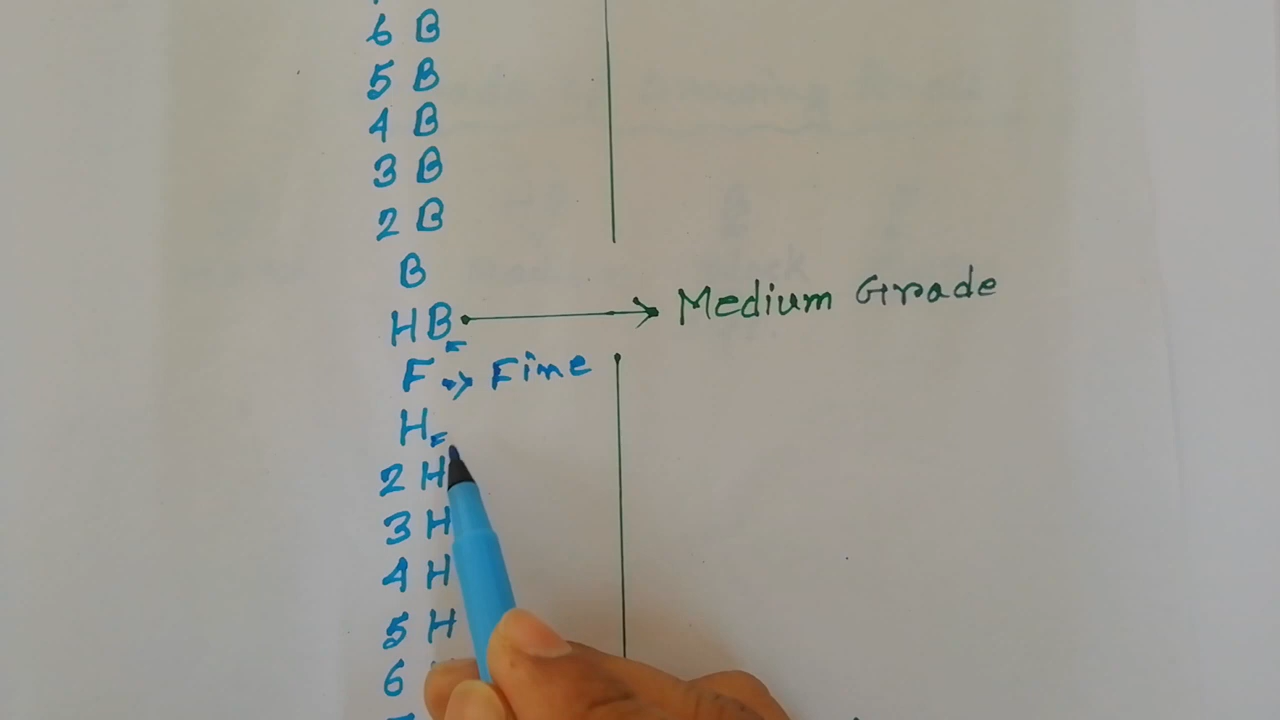 6 B
5 B
4 B
3 B
2 B
B
HB → Medium Grade
F → Fine
H
2 H
3 H
4 H
5 H
6